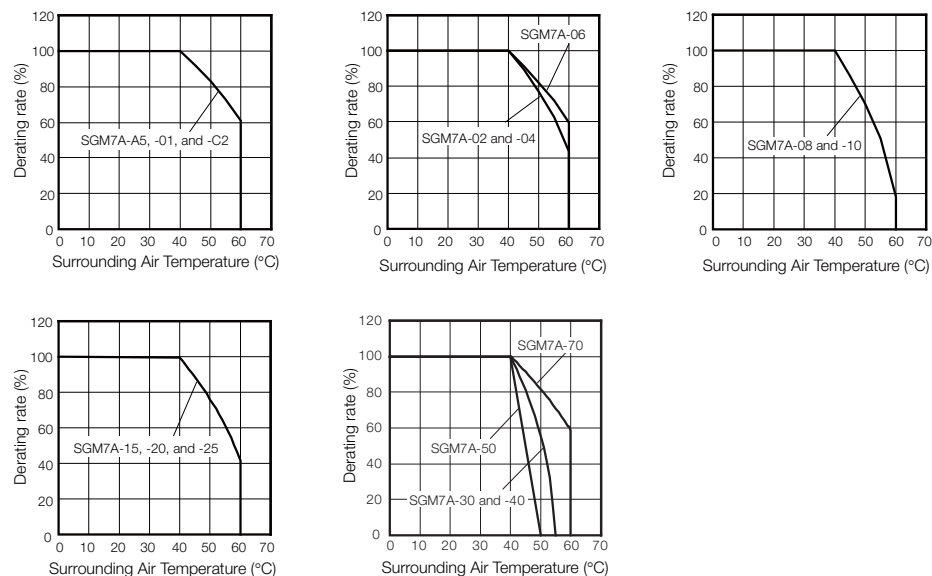 120
100
80
60
40
20
0
Derating rate (%)
SGM7A-A5, -01, and -C2
0 10 20 30 40 50 60 70
Surrounding Air Temperature (°C)
120
100
80
60
40
20
0
Derating rate (%)
SGM7A-06
SGM7A-02 and -04
0 10 20 30 40 50 60 70
Surrounding Air Temperature (°C)
120
100
80
60
40
20
0
Derating rate (%)
SGM7A-08 and -10
0 10 20 30 40 50 60 70
Surrounding Air Temperature (°C)
120
100
80
60
40
20
0
Derating rate (%)
SGM7A-15, -20, and -25
0 10 20 30 40 50 60 70
Surrounding Air Temperature (°C)
120
100
80
60
40
20
0
Derating rate (%)
SGM7A-70
SGM7A-50
SGM7A-30 and -40
0 10 20 30 40 50 60 70
Surrounding Air Temperature (°C)